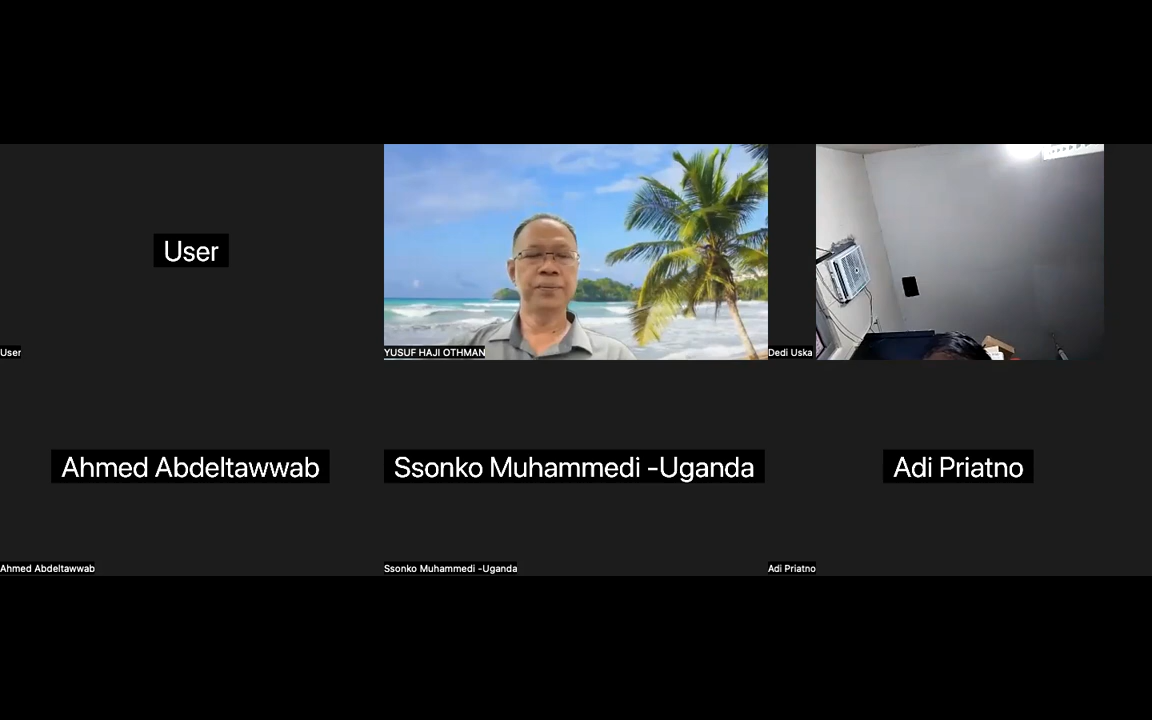 User
User
YUSUF HAJI OTHMAN
Dedi Uska
Ahmed Abdeltawwab
Ssonko Muhammedi -Uganda
Adi Priatno
Ahmed Abdeltawwab
Ssonko Muhammedi -Uganda
Adi Priatno